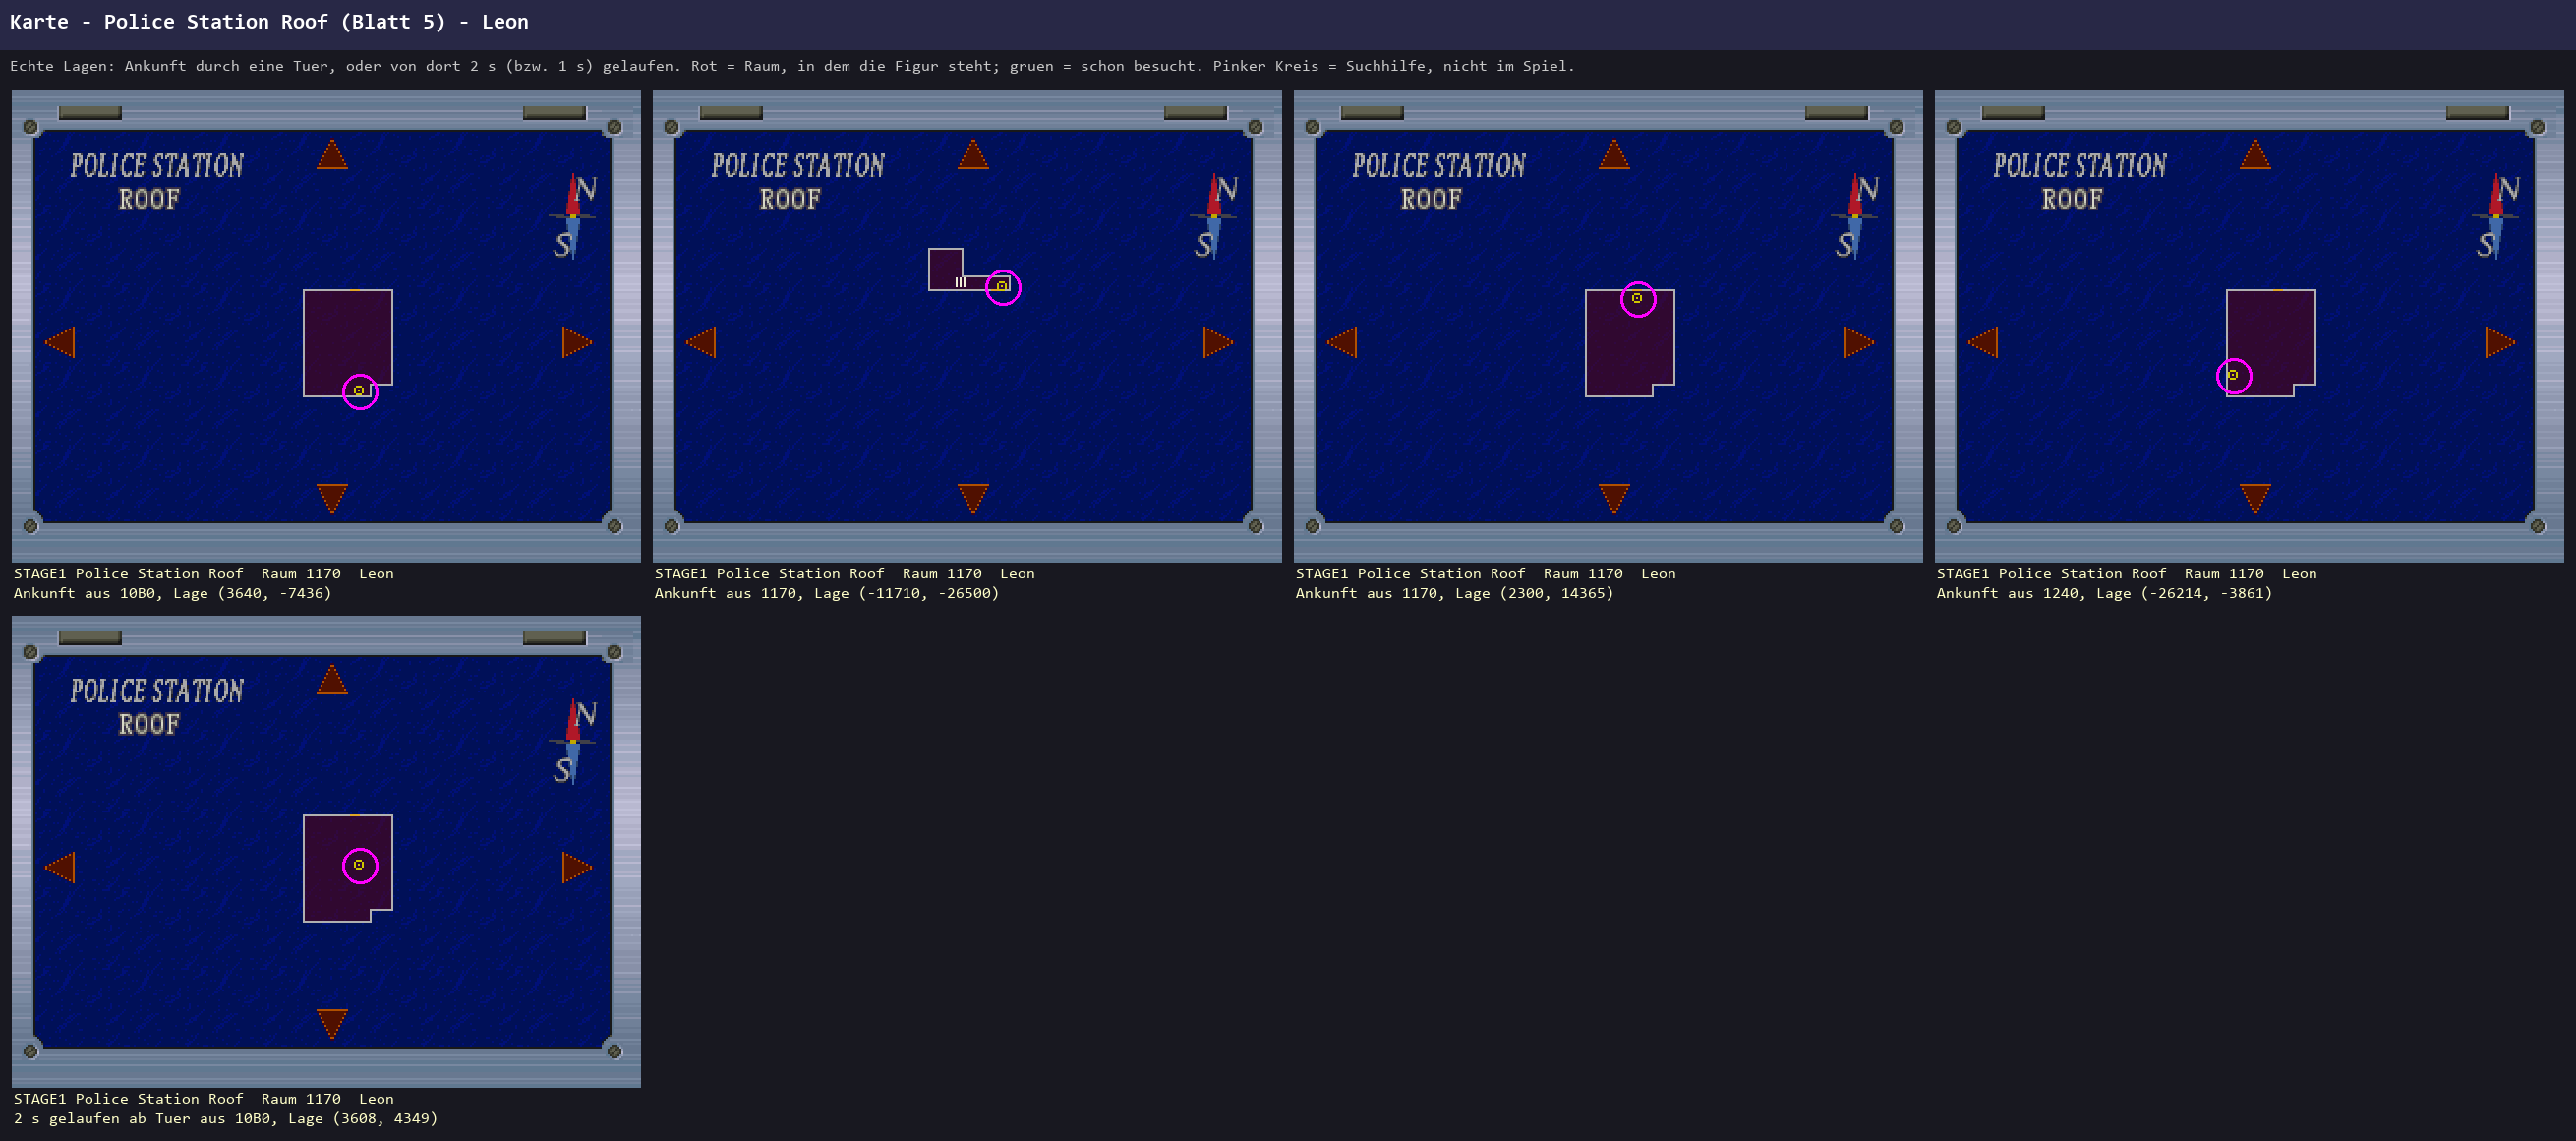 Karte - Police Station Roof (Blatt 5) - Leon
Echte Lagen: Ankunft durch eine Tuer, oder von dort 2 s (bzw. 1 s) gelaufen. Rot = Raum, in dem die Figur steht; gruen = schon besucht. Pinker Kreis = Suchhilfe, nicht im Spiel.
POLICE STATION
ROOF
N
S
STAGE1 Police Station Roof  Raum 1170  Leon
Ankunft aus 10B0, Lage (3640, -7436)
POLICE STATION
ROOF
N
S
STAGE1 Police Station Roof  Raum 1170  Leon
Ankunft aus 1170, Lage (-11710, -26500)
POLICE STATION
ROOF
N
S
STAGE1 Police Station Roof  Raum 1170  Leon
Ankunft aus 1170, Lage (2300, 14365)
POLICE STATION
ROOF
N
S
STAGE1 Police Station Roof  Raum 1170  Leon
Ankunft aus 1240, Lage (-26214, -3861)
POLICE STATION
ROOF
N
S
STAGE1 Police Station Roof  Raum 1170  Leon
2 s gelaufen ab Tuer aus 10B0, Lage (3608, 4349)